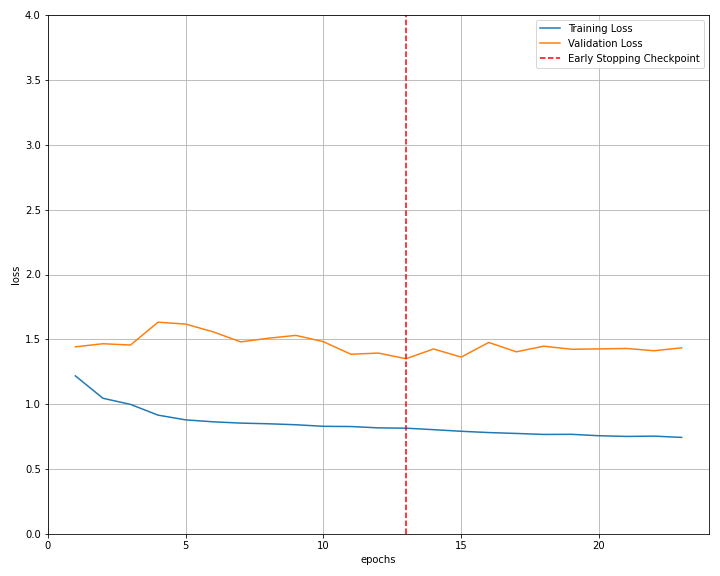 4.0
3.5
3.0
2.5
2.0
1.5
1.0
0.5
0.0
loss
0
5
10
15
20
epochs
Training Loss
Validation Loss
Early Stopping Checkpoint